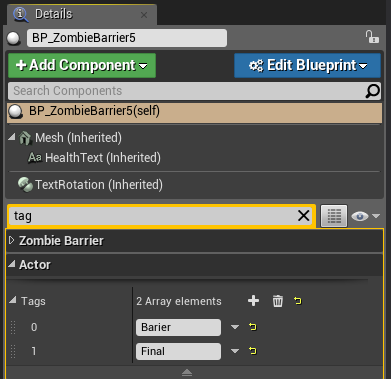 Details
BP_ZombieBarrier5
+ Add Component
Edit Blueprint
Search Components
BP_ZombieBarrier5(self)
Mesh (Inherited)
Aa HealthText (Inherited)
TextRotation (Inherited)
tag
Zombie Barrier
Actor
Tags 2 Array elements
0 Barier
1 Final